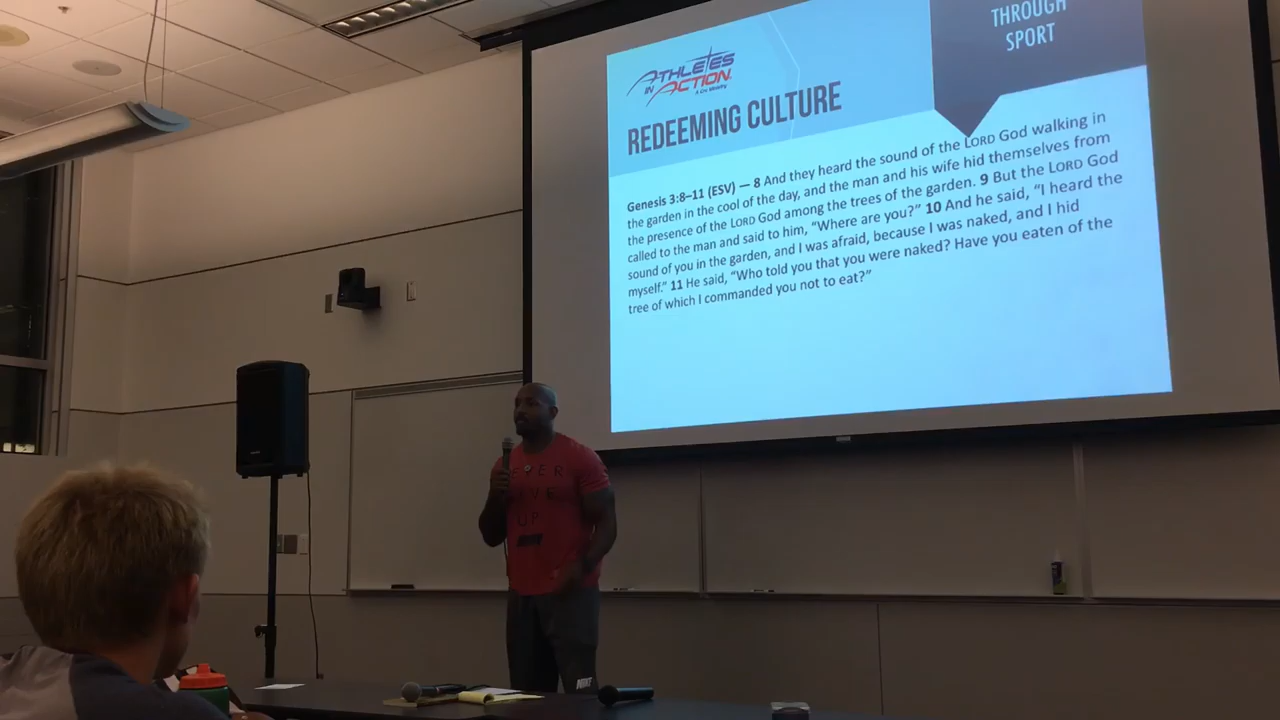 THROUGH
SPORT
ATHLETES
IN ACTION
A Cru Ministry
REDEEMING CULTURE
Genesis 3:8–11 (ESV) — 8 And they heard the sound of the LORD God walking in
the garden in the cool of the day, and the man and his wife hid themselves from
the presence of the LORD God among the trees of the garden. 9 But the LORD God
called to the man and said to him, “Where are you?” 10 And he said, “I heard the
sound of you in the garden, and I was afraid, because I was naked, and I hid
myself.” 11 He said, “Who told you that you were naked? Have you eaten of the
tree of which I commanded you not to eat?”
UP